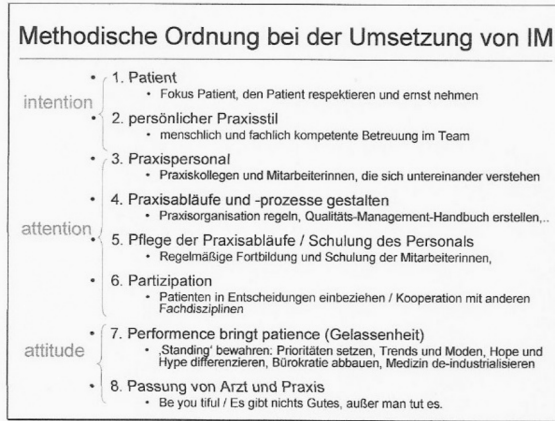 Methodische Ordnung bei der Umsetzung von IM
intention
• 1. Patient
• Fokus Patient, den Patient respektieren und ernst nehmen
• 2. persönlicher Praxisstil
• menschlich und fachlich kompetente Betreuung im Team
attention
• 3. Praxispersonal
• Praxiskollegen und Mitarbeiterinnen, die sich untereinander verstehen
• 4. Praxisabläufe und -prozesse gestalten
• Praxisorganisation regeln, Qualitäts-Management-Handbuch erstellen,..
• 5. Pflege der Praxisabläufe / Schulung des Personals
• Regelmäßige Fortbildung und Schulung der Mitarbeiterinnen,
• 6. Partizipation
• Patienten in Entscheidungen einbeziehen / Kooperation mit anderen
Fachdisziplinen
attitude
• 7. Performence bringt patience (Gelassenheit)
• ‚Standing' bewahren: Prioritäten setzen, Trends und Moden, Hope und
Hype differenzieren, Bürokratie abbauen, Medizin de-industrialisieren
• 8. Passung von Arzt und Praxis
• Be you tiful / Es gibt nichts Gutes, außer man tut es.